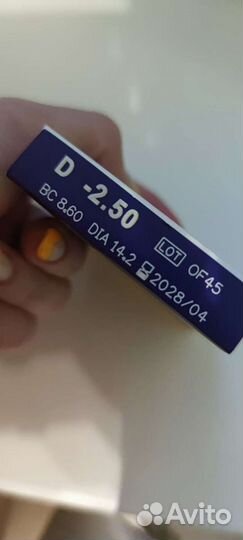 D -2.50 LOT OF45
BC 8.60 DIA 14.2 2028/04
Avito